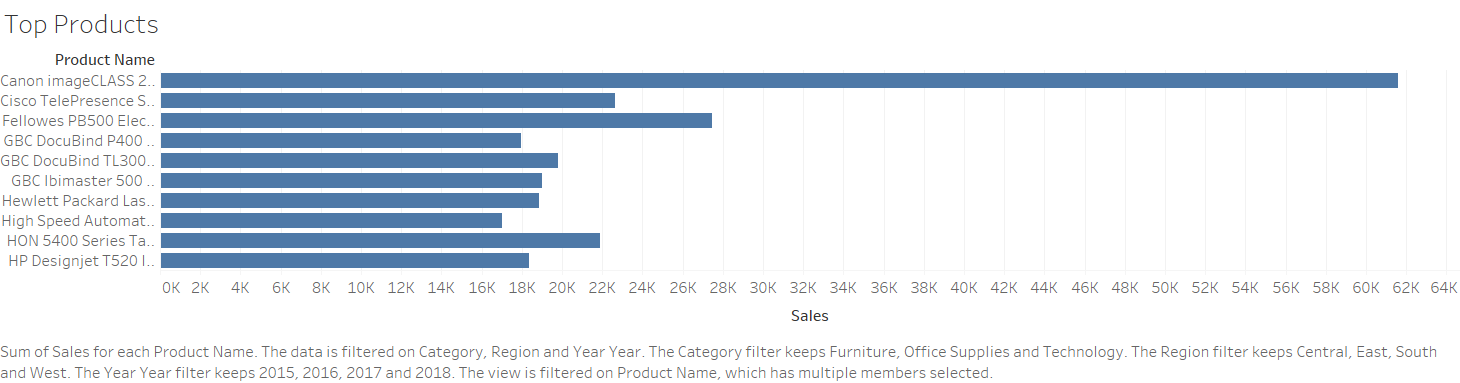 Top Products
Product Name
Canon imageCLASS 2..
Cisco TelePresence S..
Fellowes PB500 Elec..
GBC DocuBind P400 ..
GBC DocuBind TL300..
GBC Ibimaster 500 ..
Hewlett Packard Las..
High Speed Automat..
HON 5400 Series Ta..
HP Designjet T520 I..
0K 2K 4K 6K 8K 10K 12K 14K 16K 18K 20K 22K 24K 26K 28K 30K 32K 34K 36K 38K 40K 42K 44K 46K 48K 50K 52K 54K 56K 58K 60K 62K 64K
Sales
Sum of Sales for each Product Name. The data is filtered on Category, Region and Year Year. The Category filter keeps Furniture, Office Supplies and Technology. The Region filter keeps Central, East, South
and West. The Year Year filter keeps 2015, 2016, 2017 and 2018. The view is filtered on Product Name, which has multiple members selected.